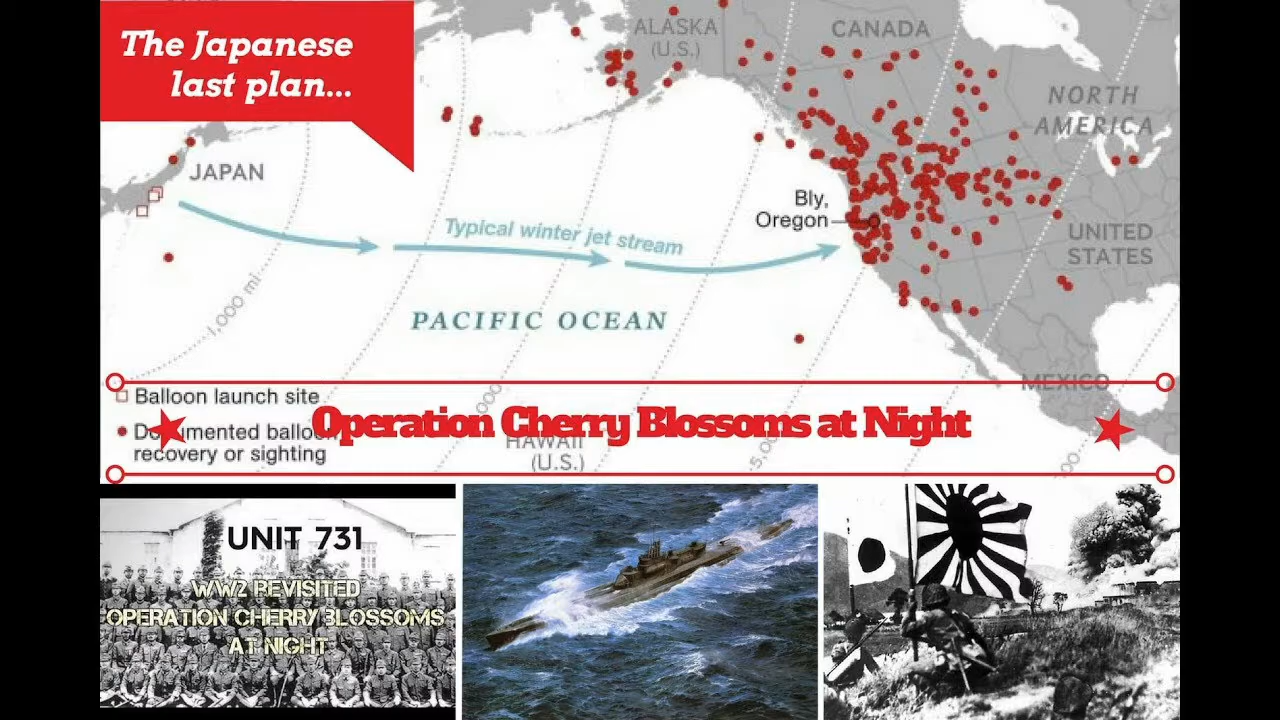 The Japanese
last plan...
ALASKA
(U.S.)
CANADA
NORTH
AMERICA
JAPAN
Bly,
Oregon
Typical winter jet stream
UNITED
STATES
1,000 mi
PACIFIC OCEAN
MEXICO
Balloon launch site
Operation Cherry Blossoms at Night
recovery or sighting
HAWAII
(U.S.)
UNIT 731
WW2 REVISITED
OPERATION CHERRY BLOSSOMS
AT NIGHT